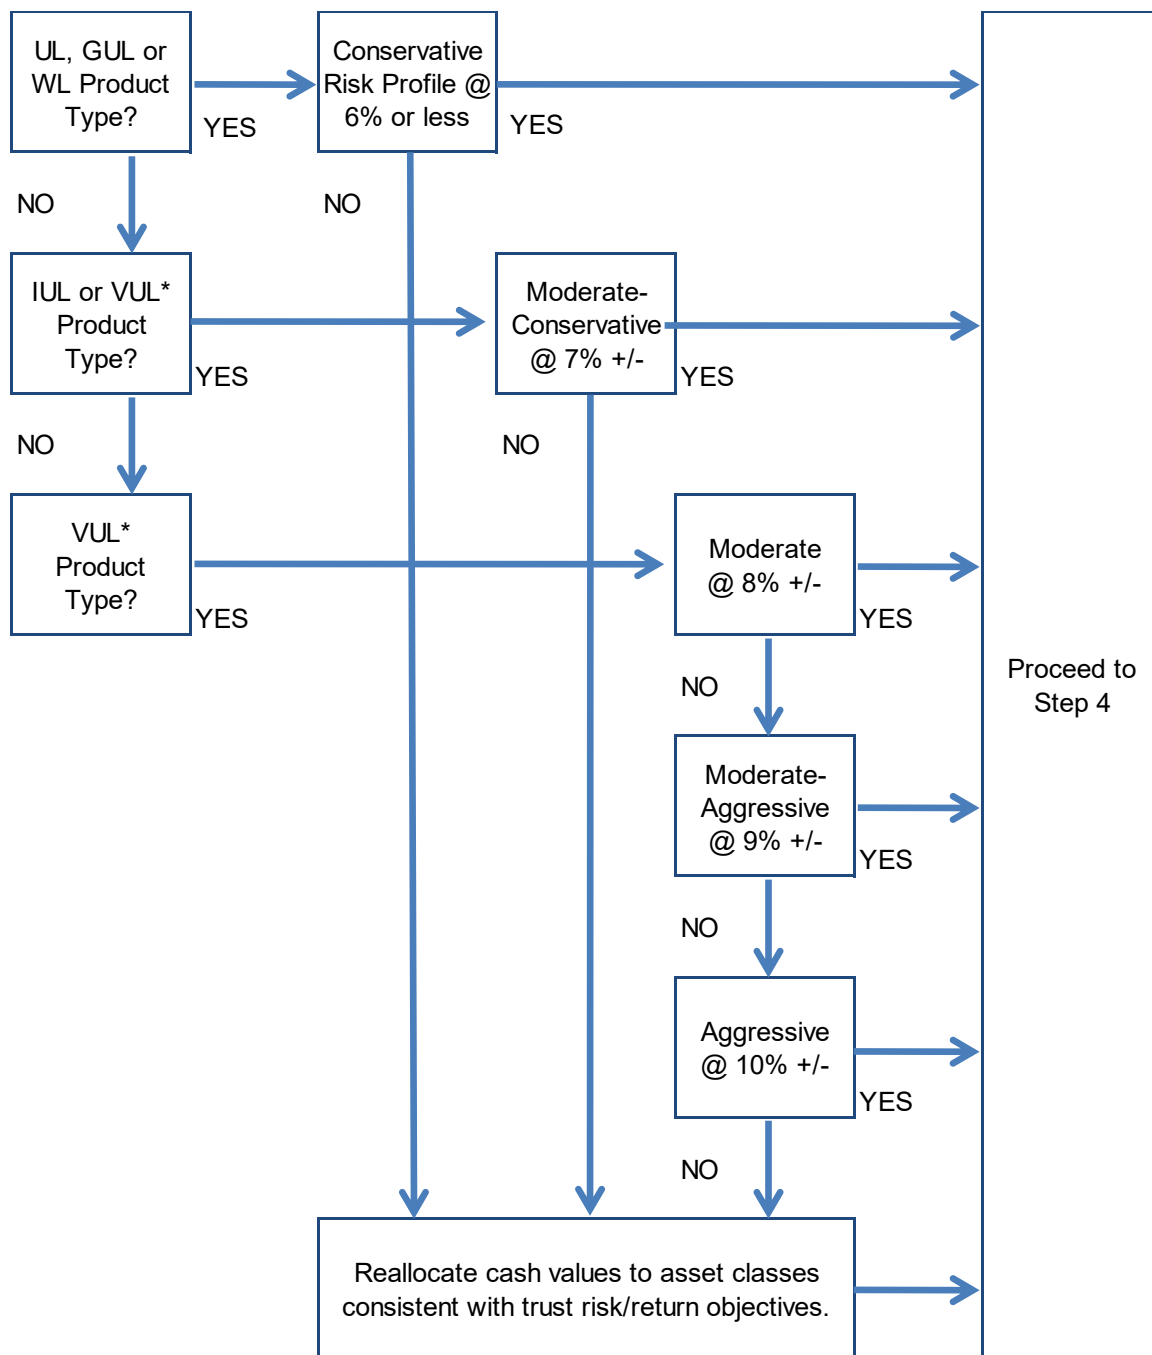 UL, GUL or
WL Product
Type?
YES
Conservative
Risk Profile @
6% or less
YES
NO
NO
IUL or VUL*
Product
Type?
YES
Moderate-
Conservative
@ 7% +/-
YES
NO
NO
VUL*
Product
Type?
YES
Moderate
@ 8% +/-
YES
NO
Proceed to
Step 4
Moderate-
Aggressive
@ 9% +/-
YES
NO
Aggressive
@ 10% +/-
YES
NO
Reallocate cash values to asset classes
consistent with trust risk/return objectives.